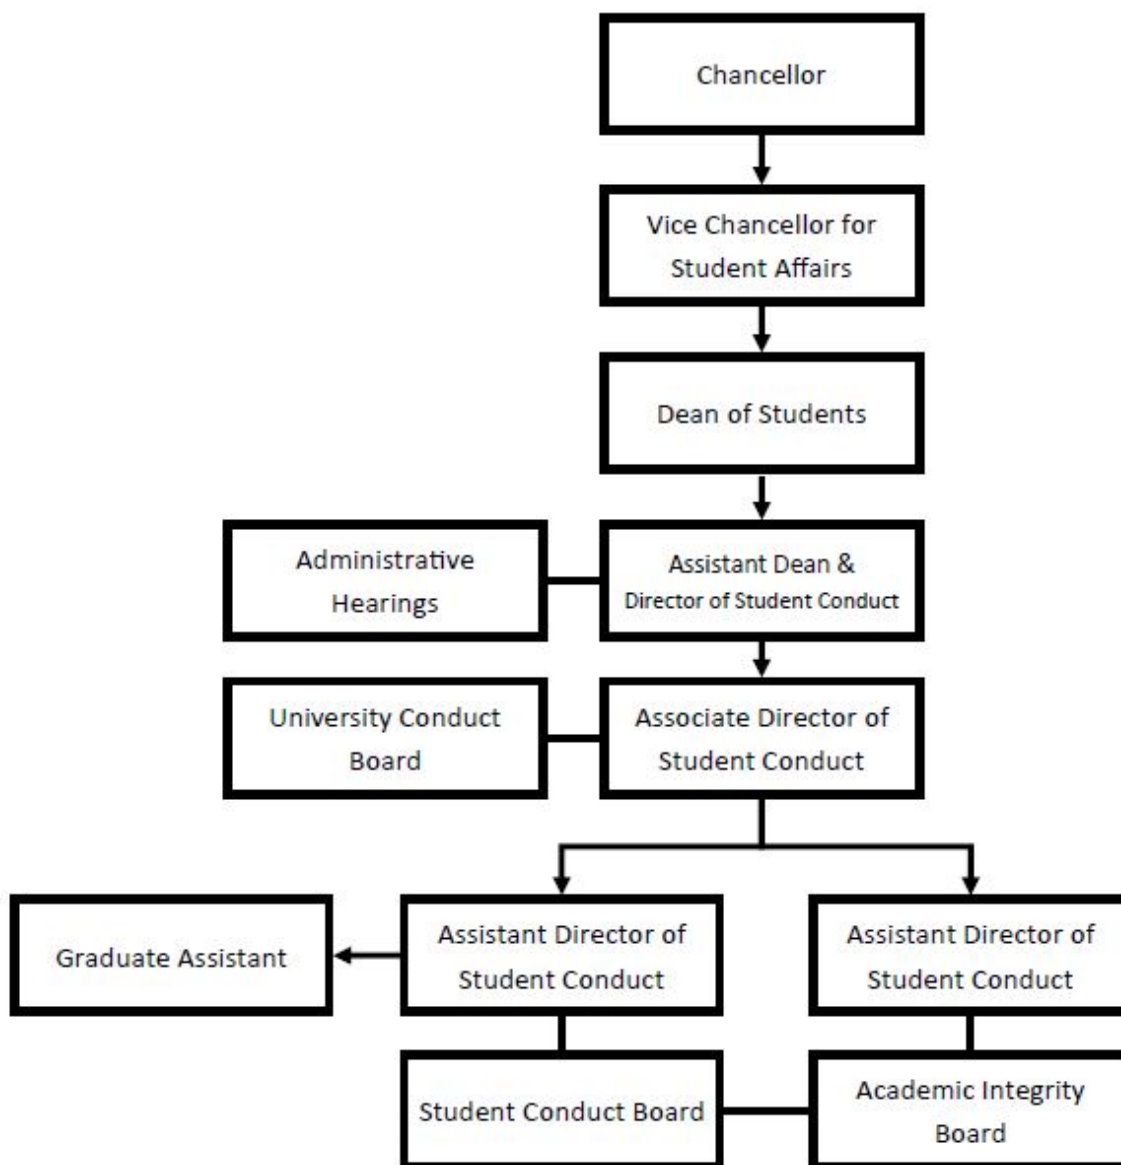 Chancellor
Vice Chancellor for
Student Affairs
Dean of Students
Administrative
Hearings
Assistant Dean &
Director of Student Conduct
University Conduct
Board
Associate Director of
Student Conduct
Graduate Assistant
Assistant Director of
Student Conduct
Assistant Director of
Student Conduct
Student Conduct Board
Academic Integrity
Board